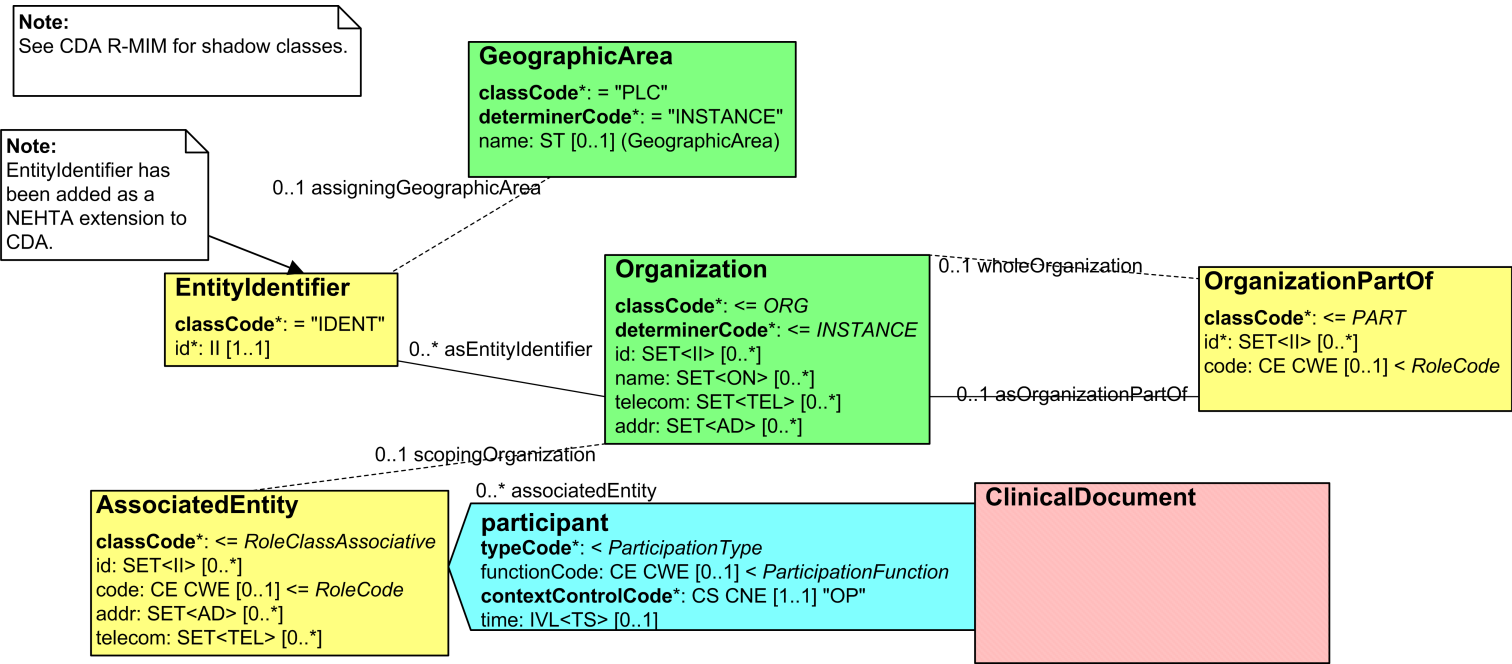 Note:
See CDA R-MIM for shadow classes.
GeographicArea
classCode*: = "PLC"
determinerCode*: = "INSTANCE"
name: ST [0..1] (GeographicArea)
Note:
EntityIdentifier has
been added as a
NEHTA extension to
CDA.
0..1 assigningGeographicArea
EntityIdentifier
classCode*: = "IDENT"
id*: II [1..1]
0..* asEntityIdentifier
Organization
classCode*: <= ORG
determinerCode*: <= INSTANCE
id: SET<II> [0..*]
name: SET<ON> [0..*]
telecom: SET<TEL> [0..*]
addr: SET<AD> [0..*]
0..1 wholeOrganization
OrganizationPartOf
classCode*: <= PART
id*: SET<II> [0..*]
code: CE CWE [0..1] < RoleCode
0..1 asOrganizationPartOf
0..1 scopingOrganization
AssociatedEntity
classCode*: <= RoleClassAssociative
id: SET<II> [0..*]
code: CE CWE [0..1] <= RoleCode
addr: SET<AD> [0..*]
telecom: SET<TEL> [0..*]
0..* associatedEntity
participant
typeCode*: < ParticipationType
functionCode: CE CWE [0..1] < ParticipationFunction
contextControlCode*: CS CNE [1..1] "OP"
time: IVL<TS> [0..1]
ClinicalDocument